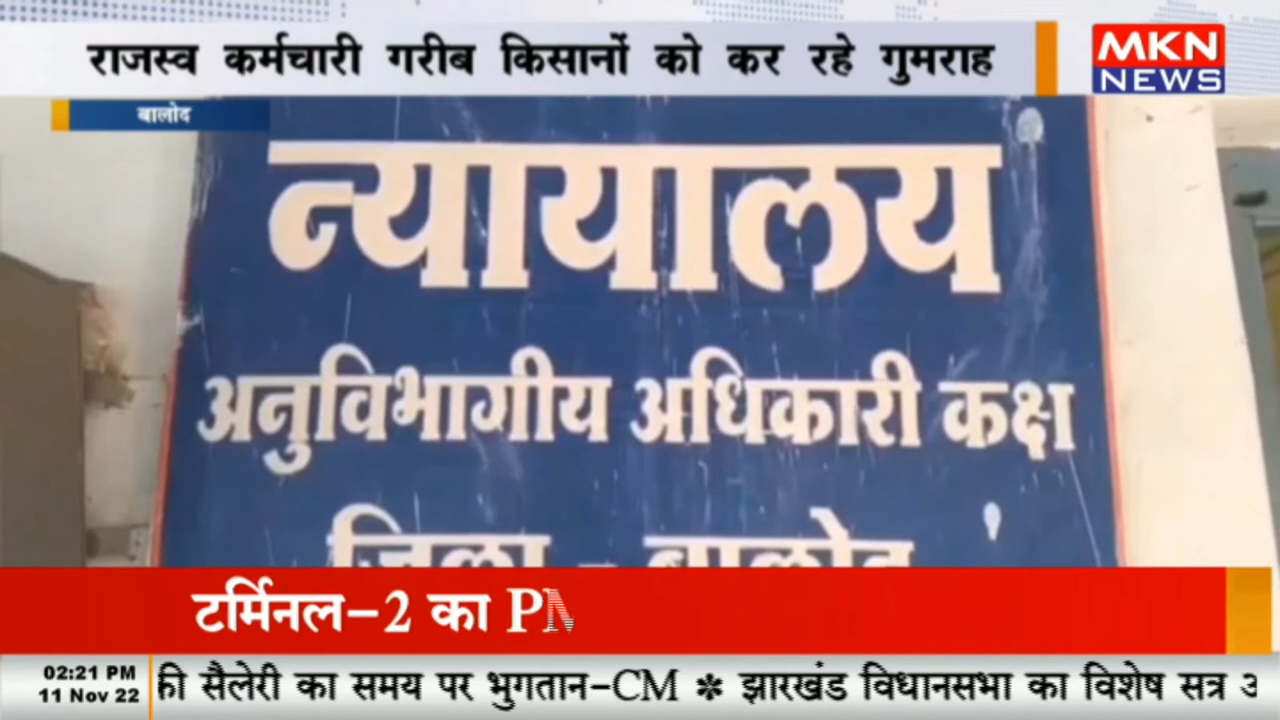 राजस्व कर्मचारी गरीब किसानों को कर रहे गुमराह
MKN
NEWS
बालोद
न्यायालय
अनुविभागीय अधिकारी कक्ष
जिला - बालोद
टर्मिनल-2 का
02:21 PM
11 Nov 22
की सैलेरी का समय पर भुगतान-CM * झारखंड विधानसभा का विशेष सत्र